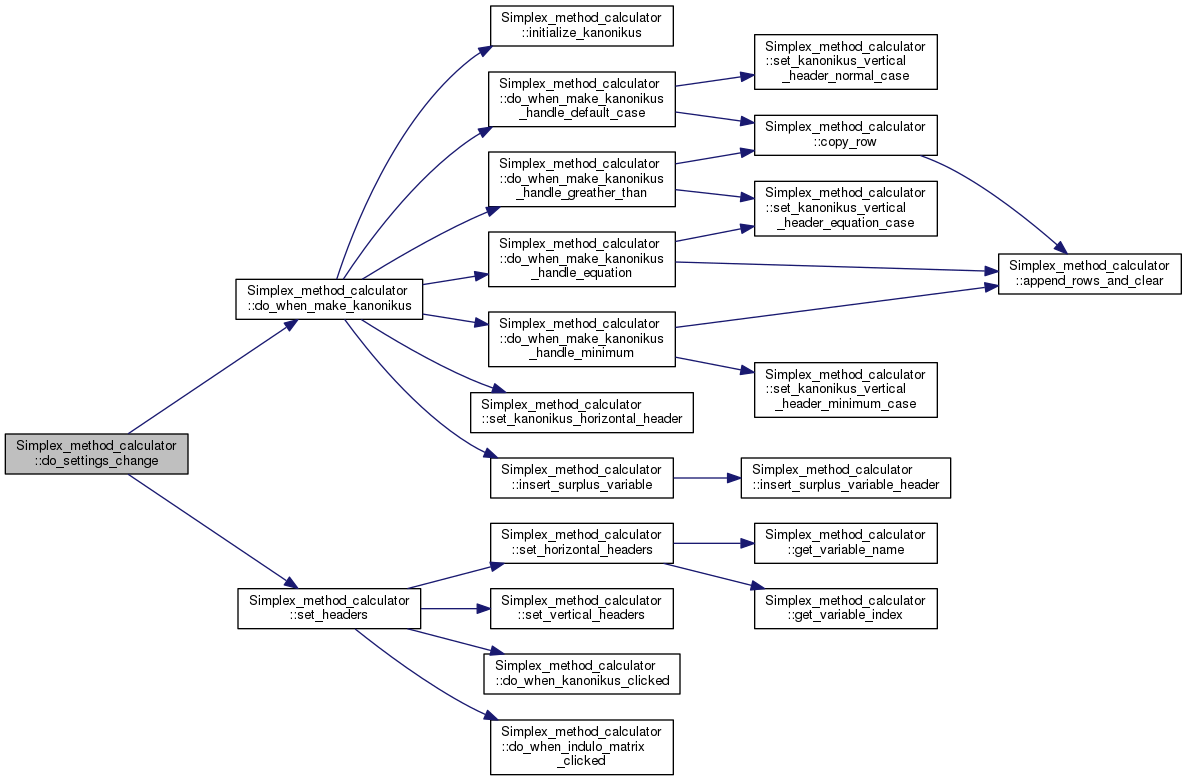 Simplex_method_calculator
::do_settings_change
Simplex_method_calculator
::do_when_make_kanonikus
Simplex_method_calculator
::set_headers
Simplex_method_calculator
::initialize_kanonikus
Simplex_method_calculator
::do_when_make_kanonikus
_handle_default_case
Simplex_method_calculator
::do_when_make_kanonikus
_handle_greather_than
Simplex_method_calculator
::do_when_make_kanonikus
_handle_equation
Simplex_method_calculator
::do_when_make_kanonikus
_handle_minimum
Simplex_method_calculator
::set_kanonikus_horizontal_header
Simplex_method_calculator
::insert_surplus_variable
Simplex_method_calculator
::set_horizontal_headers
Simplex_method_calculator
::set_vertical_headers
Simplex_method_calculator
::do_when_kanonikus_clicked
Simplex_method_calculator
::do_when_indulo_matrix
_clicked
Simplex_method_calculator
::set_kanonikus_vertical
_header_normal_case
Simplex_method_calculator
::copy_row
Simplex_method_calculator
::set_kanonikus_vertical
_header_equation_case
Simplex_method_calculator
::set_kanonikus_vertical
_header_minimum_case
Simplex_method_calculator
::insert_surplus_variable_header
Simplex_method_calculator
::get_variable_name
Simplex_method_calculator
::get_variable_index
Simplex_method_calculator
::append_rows_and_clear